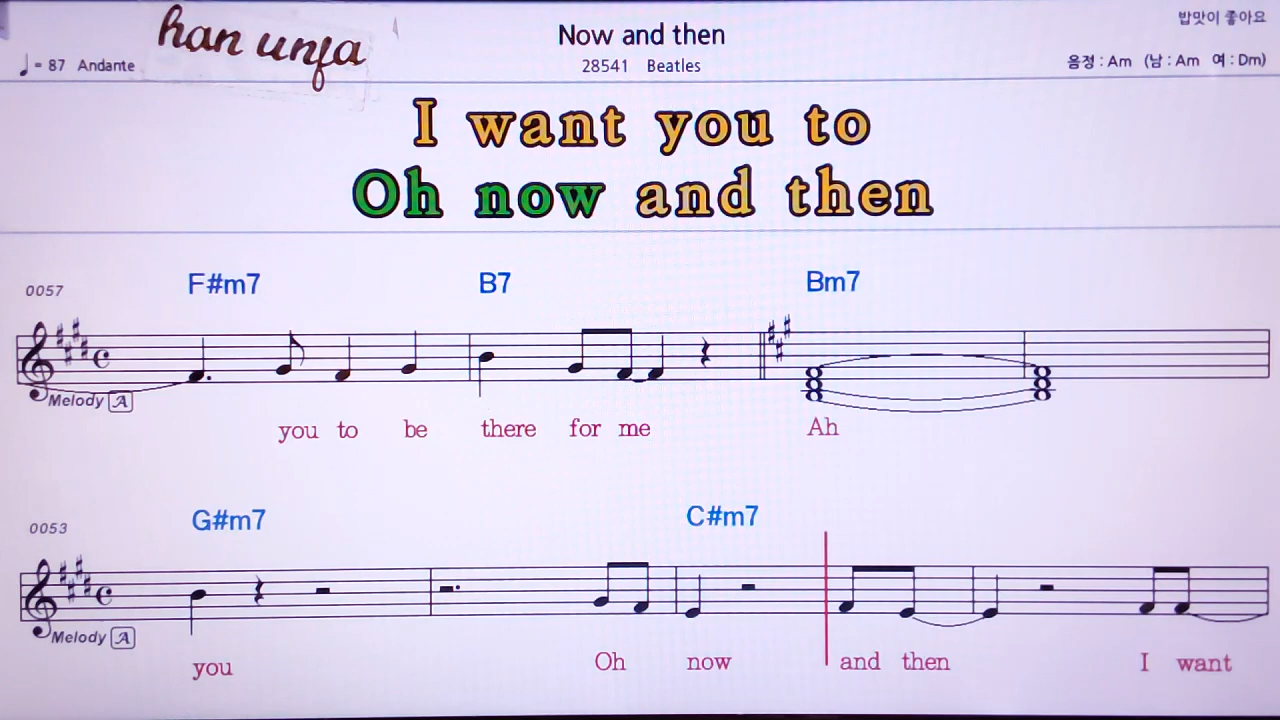 han unfa
Now and then
밥맛이 좋아요
♩= 87 Andante
28541 Beatles
음정 : Am (남 : Am 여 : Dm)
I want you to
Oh now and then
0057
F#m7 B7 Bm7
Melody A
you to be there for me Ah
0053
G#m7 C#m7
Melody A
you Oh now and then I want